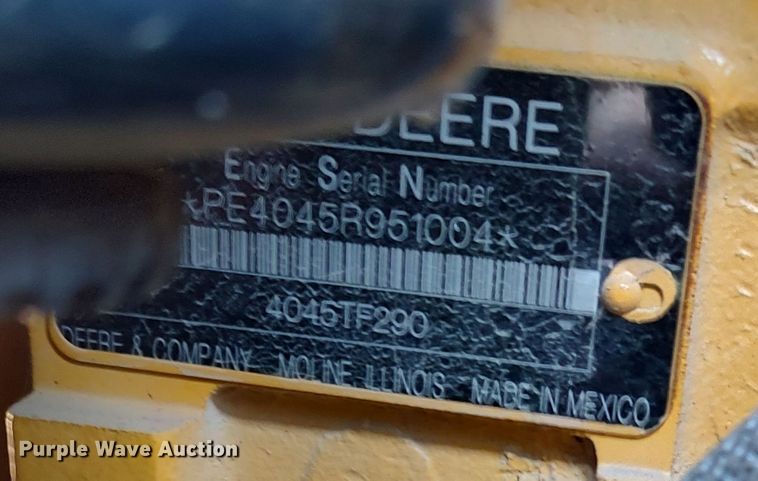 DEERE
Engine Serial Number
*PE4045R951004*
4045TF290
DEERE & COMPANY MOLINE, ILLINOIS MADE IN MEXICO
Purple Wave Auction